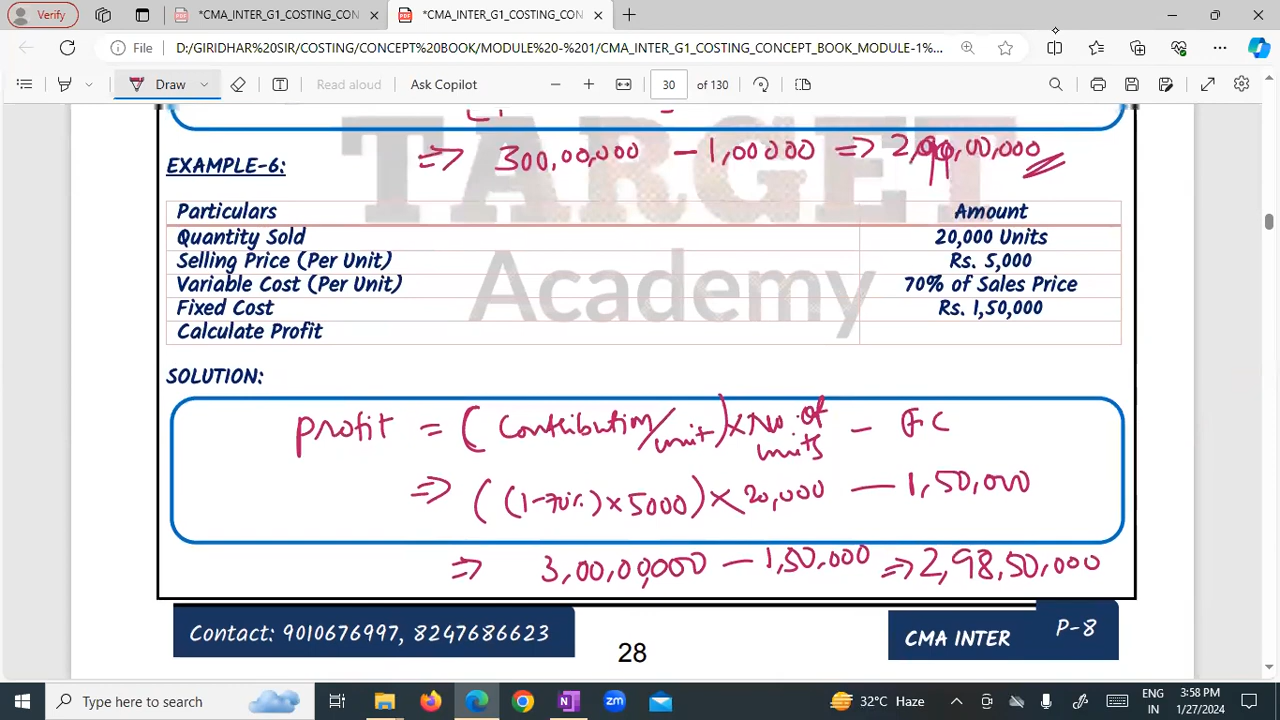 Verify
*CMA_INTER_G1_COSTING_CON
*CMA_INTER_G1_COSTING_CON
File
D:/GIRIDHAR%20SIR/COSTING/CONCEPT%20BOOK/MODULE%20-%201/CMA_INTER_G1_COSTING_CONCEPT_BOOK_MODULE-1%...
Draw
Read aloud
Ask Copilot
30 of 130
TARGET
Academy
⇒ 300,00,000 - 1,00000 ⇒ 2,99,00,000
EXAMPLE-6:
Particulars Amount
Quantity Sold 20,000 Units
Selling Price (Per Unit) Rs. 5,000
Variable Cost (Per Unit) 70% of Sales Price
Fixed Cost Rs. 1,50,000
Calculate Profit
SOLUTION:
Profit = (Contribution/unit) × No. of units - F.C
⇒ ((1-70%) × 5000) × 20,000 - 1,50,000
⇒ 3,00,00,000 - 1,50,000 ⇒ 2,98,50,000
Contact: 9010676997, 8247686623
28
CMA INTER P-8
Type here to search
32°C Haze
ENG
IN
3:58 PM
1/27/2024